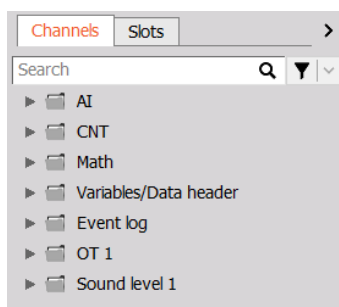 Channels Slots
Search
AI
CNT
Math
Variables/Data header
Event log
OT 1
Sound level 1